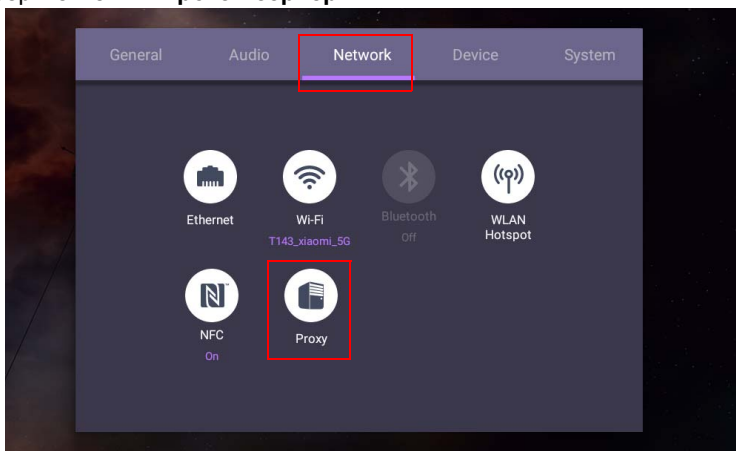 General Audio Network Device System
Ethernet Wi-Fi Bluetooth WLAN
T143_xiaomi_5G Off Hotspot
NFC Proxy
On